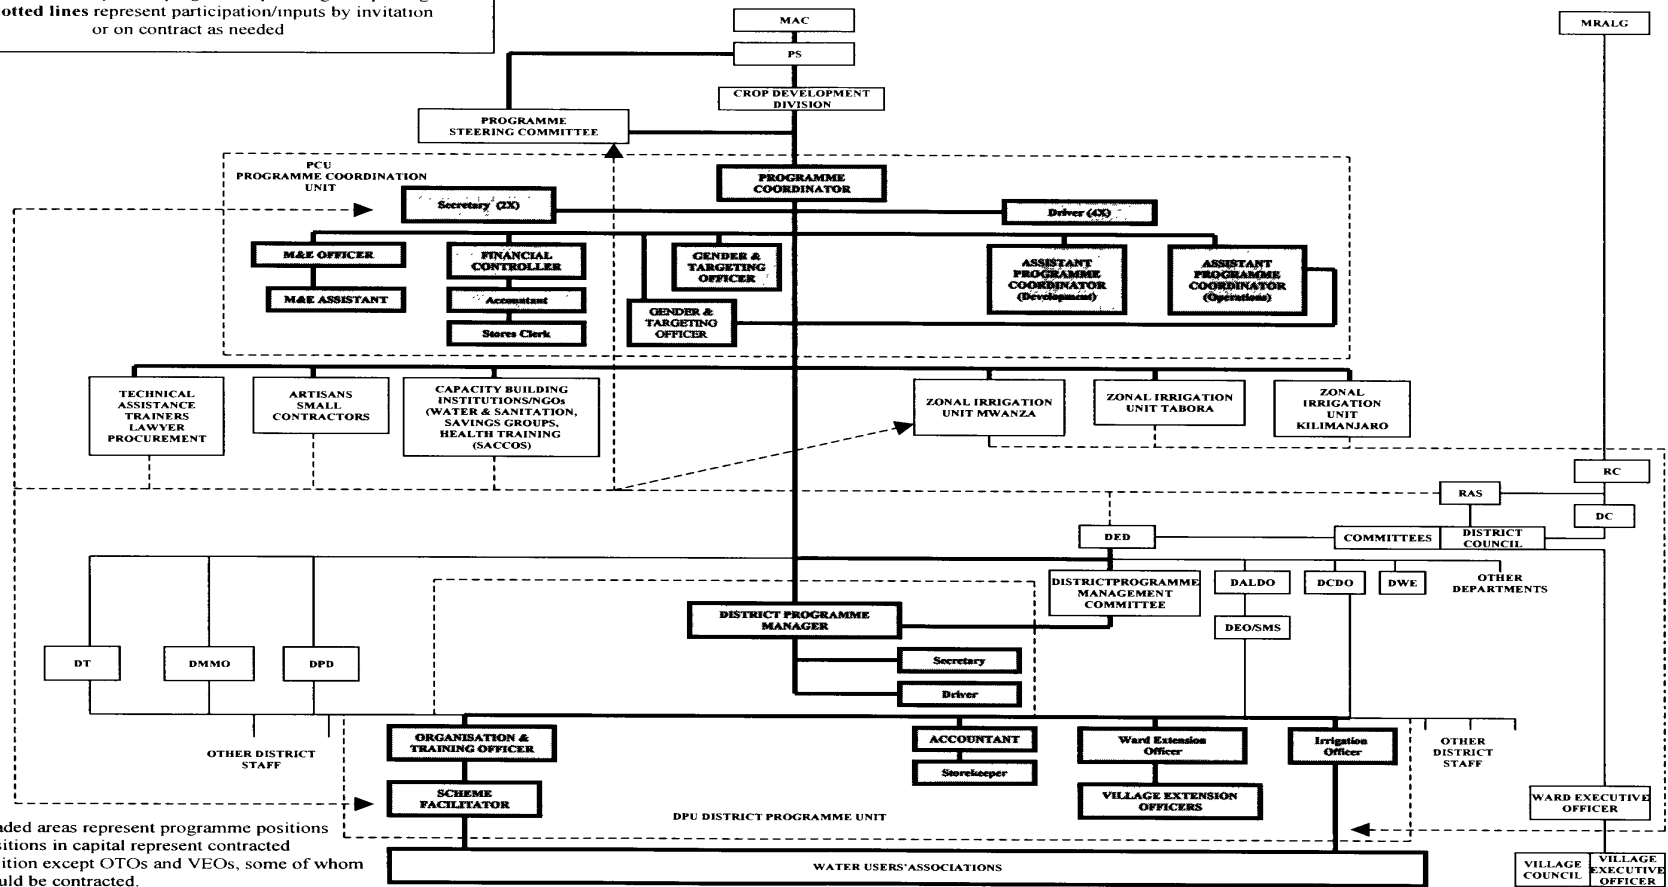 otted lines represent participation/inputs by invitation
or on contract as needed
MAC
MRALG
PS
CROP DEVELOPMENT
DIVISION
PROGRAMME
STEERING COMMITTEE
PCU
PROGRAMME COORDINATION
UNIT
PROGRAMME
COORDINATOR
Secretary (2X)
Driver (4X)
M&E OFFICER
FINANCIAL
CONTROLLER
GENDER &
TARGETING
OFFICER
ASSISTANT
PROGRAMME
COORDINATOR
(Development)
ASSISTANT
PROGRAMME
COORDINATOR
(Operations)
M&E ASSISTANT
Accountant
GENDER &
TARGETING
OFFICER
Stores Clerk
TECHNICAL
ASSISTANCE
TRAINERS
LAWYER
PROCUREMENT
ARTISANS
SMALL
CONTRACTORS
CAPACITY BUILDING
INSTITUTIONS/NGOs
(WATER & SANITATION,
SAVINGS GROUPS,
HEALTH TRAINING
(SACCOS)
ZONAL IRRIGATION
UNIT MWANZA
ZONAL IRRIGATION
UNIT TABORA
ZONAL
IRRIGATION
UNIT
KILIMANJARO
RC
RAS
DC
DED
COMMITTEES
DISTRICT
COUNCIL
DISTRICTPROGRAMME
MANAGEMENT
COMMITTEE
DALDO
DCDO
DWE
OTHER
DEPARTMENTS
DISTRICT PROGRAMME
MANAGER
DEO/SMS
DT
DMMO
DPD
Secretary
Driver
OTHER DISTRICT
STAFF
ORGANISATION &
TRAINING OFFICER
ACCOUNTANT
Ward Extension
Officer
Irrigation
Officer
OTHER
DISTRICT
STAFF
Storekeeper
SCHEME
FACILITATOR
VILLAGE EXTENSION
OFFICERS
WARD EXECUTIVE
OFFICER
DPU DISTRICT PROGRAMME UNIT
aded areas represent programme positions
sitions in capital represent contracted
ition except OTOs and VEOs, some of whom
uld be contracted.
WATER USERS'ASSOCIATIONS
VILLAGE
COUNCIL
VILLAGE
EXECUTIVE
OFFICER